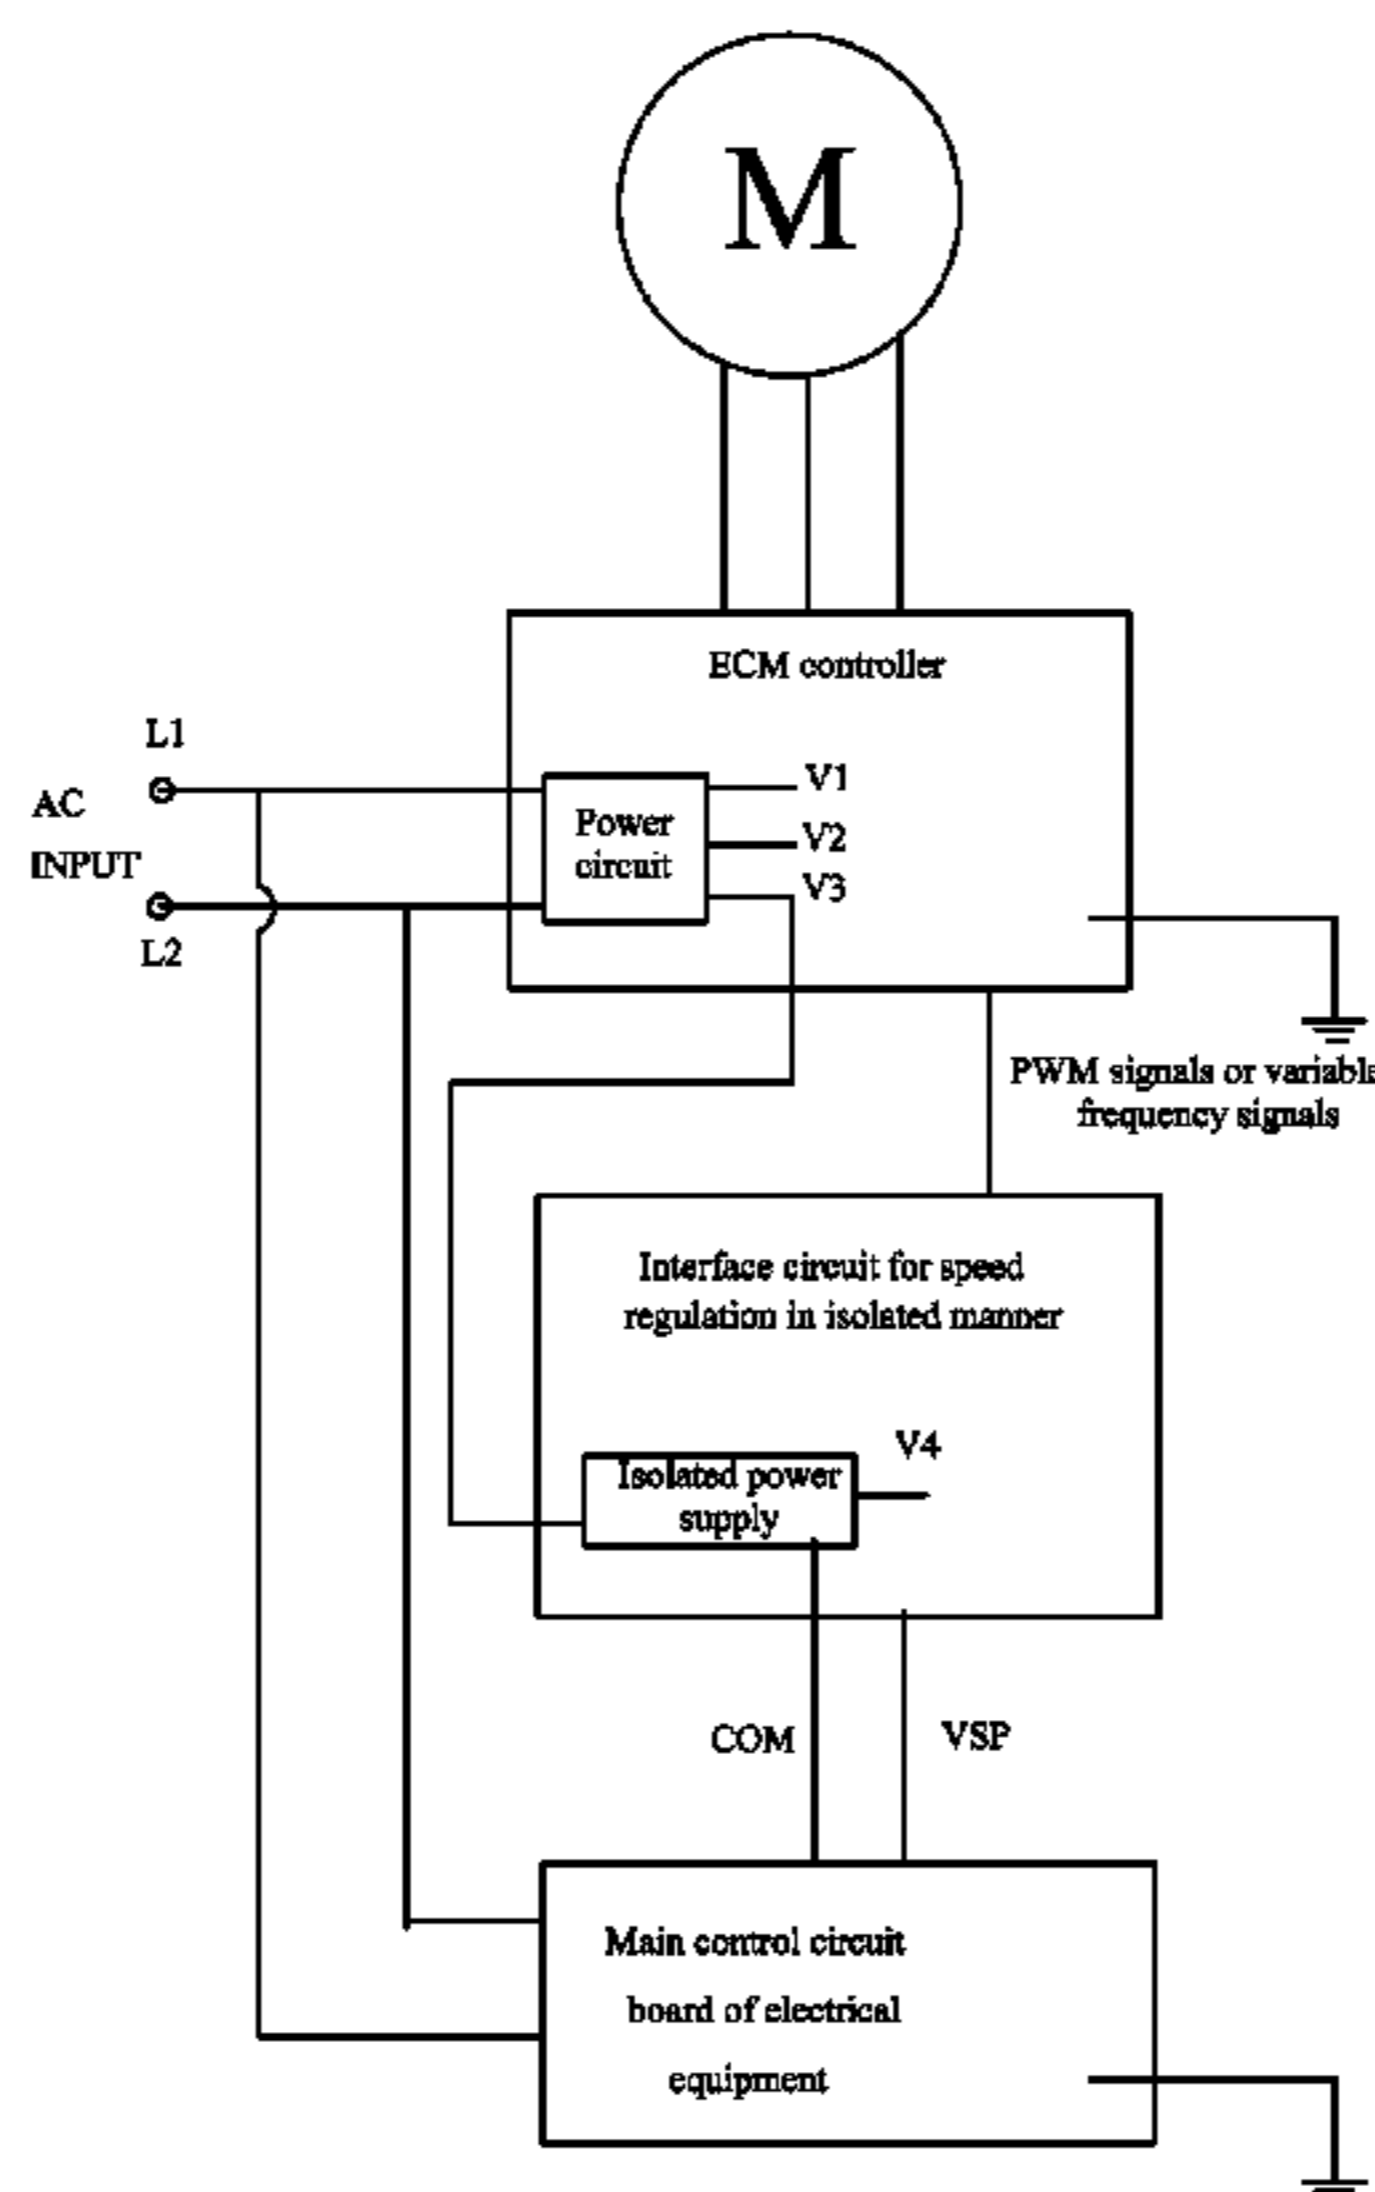 M
ECM controller
L1
AC
INPUT
L2
Power
circuit
V1
V2
V3
PWM signals or variable
frequency signals
Interface circuit for speed
regulation in isolated manner
V4
Isolated power
supply
COM
VSP
Main control circuit
board of electrical
equipment